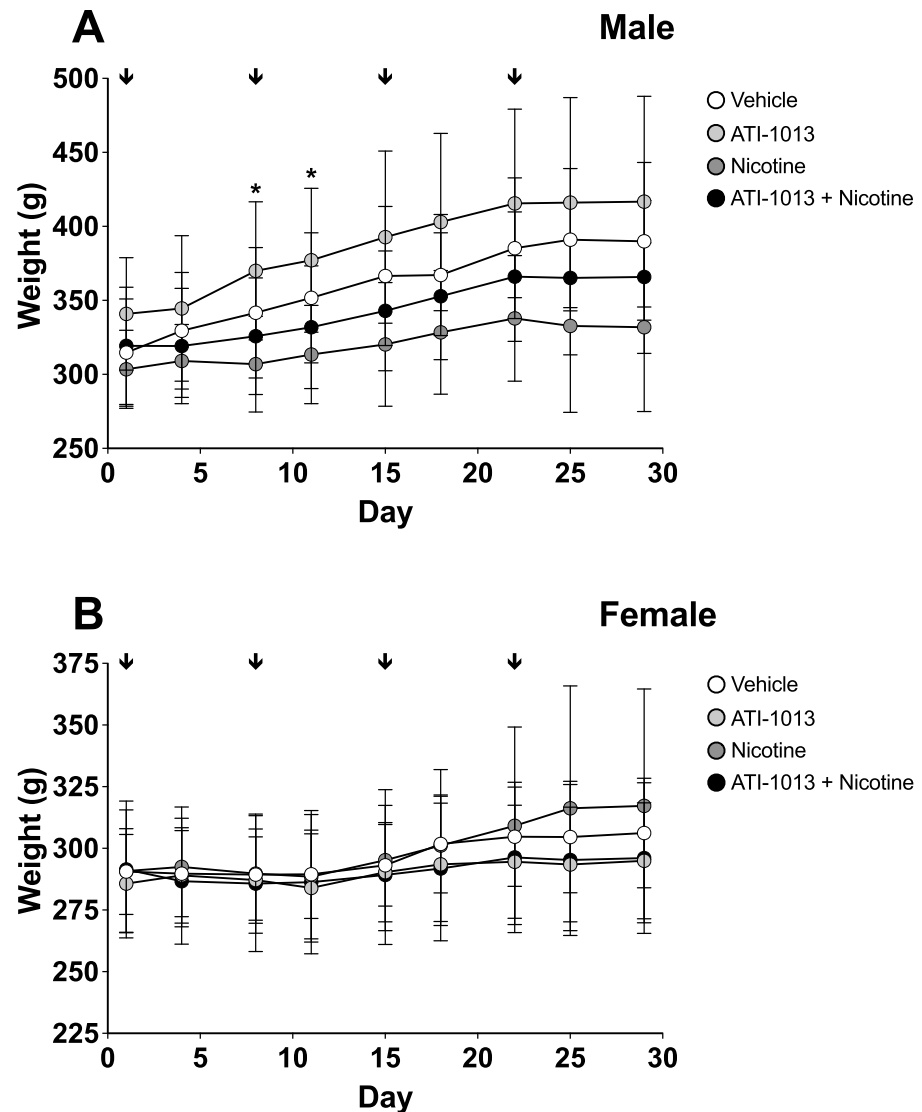 A
Male
500
450
400
350
300
250
Weight (g)
* *
0 5 10 15 20 25 30
Day
Vehicle
ATI-1013
Nicotine
ATI-1013 + Nicotine
B
Female
375
350
325
300
275
250
225
Weight (g)
0 5 10 15 20 25 30
Day
Vehicle
ATI-1013
Nicotine
ATI-1013 + Nicotine